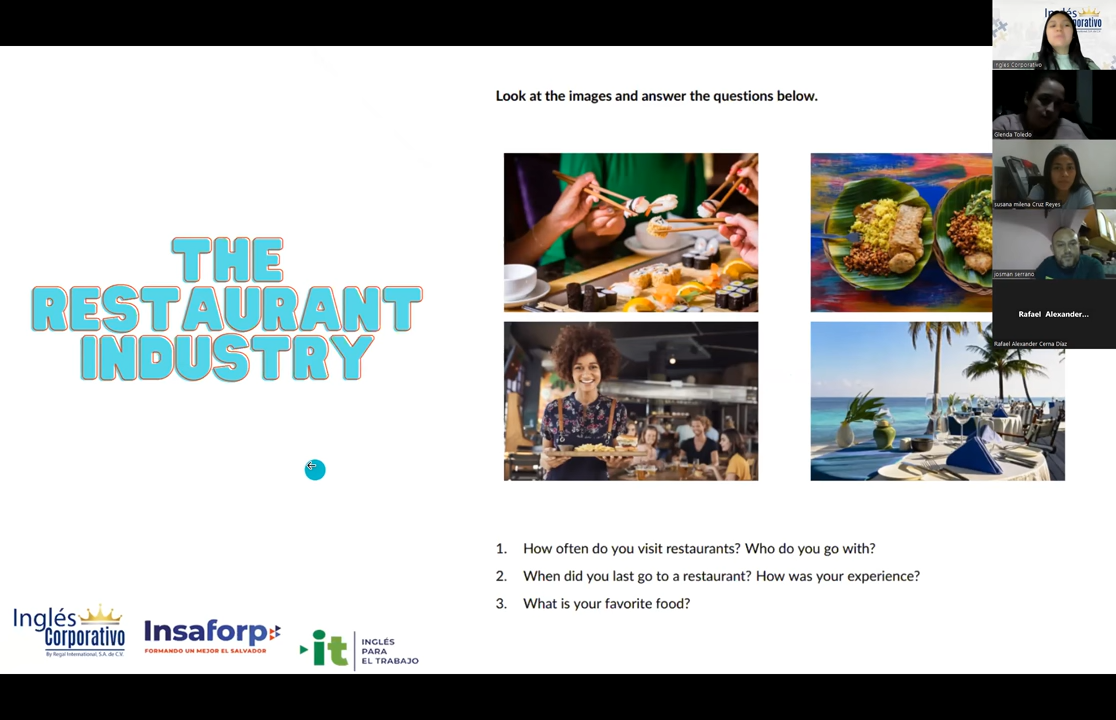 THE
RESTAURANT
INDUSTRY
Look at the images and answer the questions below.
1. How often do you visit restaurants? Who do you go with?
2. When did you last go to a restaurant? How was your experience?
3. What is your favorite food?
Inglés
Corporativo
By Regal International, S.A. de C.V.
Insaforp
FORMANDO UN MEJOR EL SALVADOR
it
INGLÉS
PARA
EL TRABAJO
Inglés Corporativo
Glenda Toledo
susana milena Cruz Reyes
josman serrano
Rafael Alexander...
Rafael Alexander Cerna Díaz